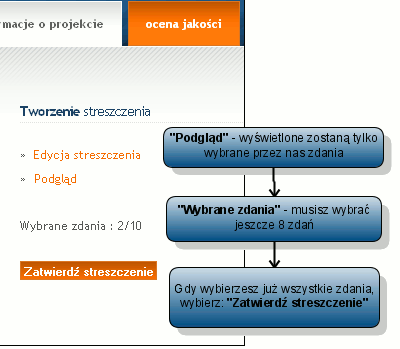 macje o projekcie
ocena jakości
Tworzenie streszczenia
» Edycja streszczenia
» Podgląd
Wybrane zdania : 2/10
Zatwierdź streszczenie
"Podgląd" - wyświetlone zostaną tylko
wybrane przez nas zdania
"Wybrane zdania" - musisz wybrać
jeszcze 8 zdań
Gdy wybierzesz już wszystkie zdania,
wybierz: "Zatwierdź streszczenie"